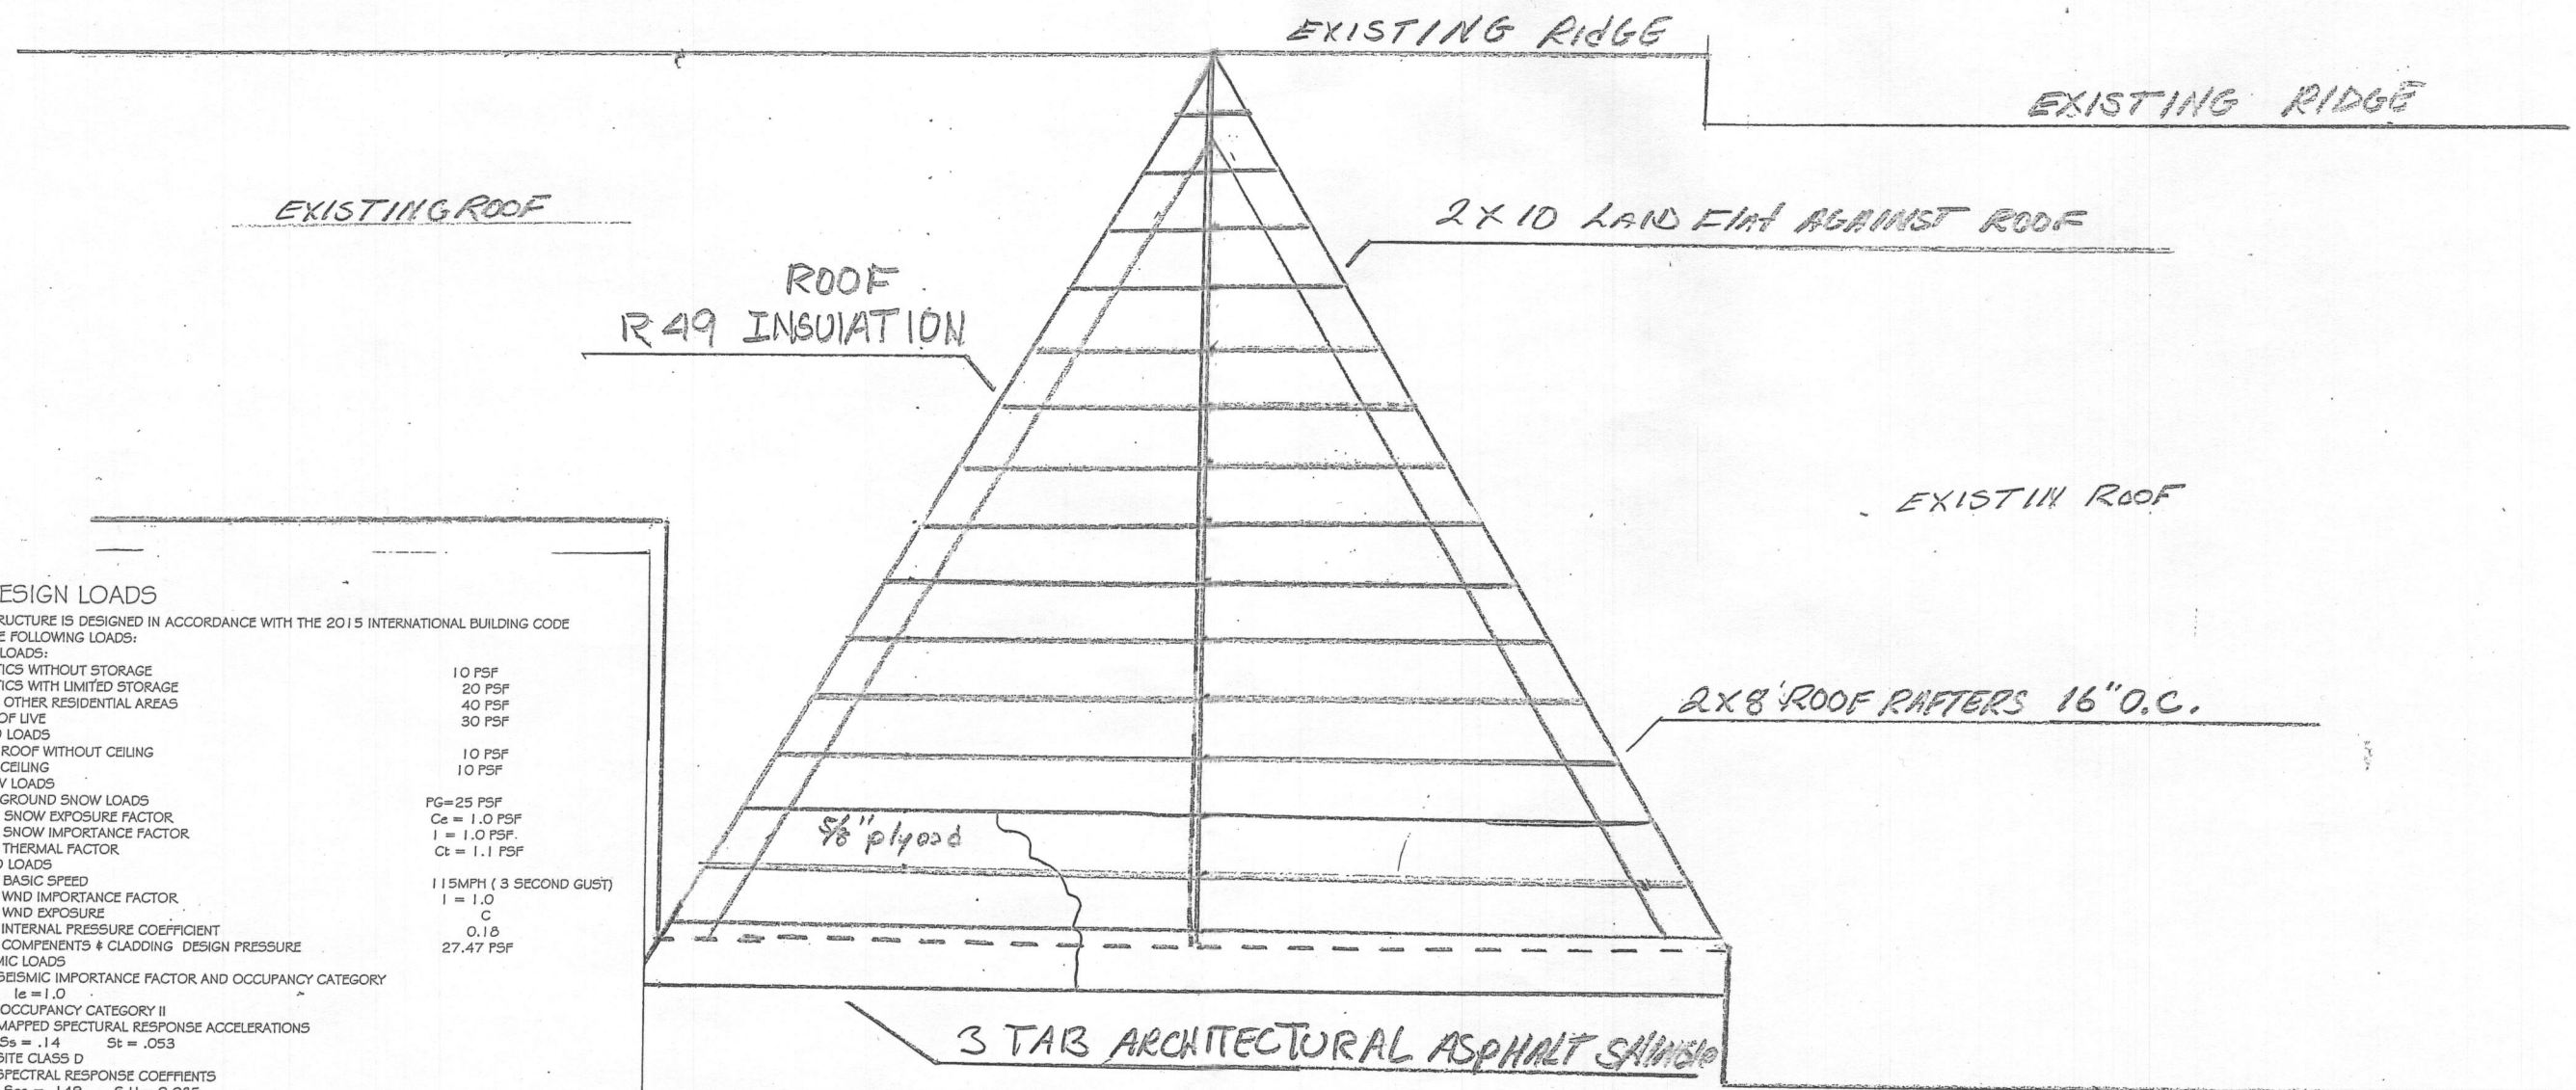 EXISTING RIdGE
EXISTING RIDGE
EXISTINGROOF
2X10 LAND FlAt AGAINST ROOF
ROOF
R49 INSUlATION
EXISTIN ROOF
2X8' ROOF RAFTERS 16" O.C.
5/8" plyood
3 TAB ARCHITECTURAL ASPHALT
ESIGN LOADS
RUCTURE IS DESIGNED IN ACCORDANCE WITH THE 2015 INTERNATIONAL BUILDING CODE
E FOLLOWING LOADS:
LOADS:
TICS WITHOUT STORAGE 10 PSF
TICS WITH LIMITED STORAGE 20 PSF
OTHER RESIDENTIAL AREAS 40 PSF
OF LIVE 30 PSF
LOADS
ROOF WITHOUT CEILING 10 PSF
CEILING 10 PSF
W LOADS
GROUND SNOW LOADS PG=25 PSF
SNOW EXPOSURE FACTOR Ce = 1.0 PSF
SNOW IMPORTANCE FACTOR I = 1.0 PSF.
THERMAL FACTOR Ct = 1.1 PSF
LOADS
BASIC SPEED 115MPH ( 3 SECOND GUST)
WND IMPORTANCE FACTOR I = 1.0
WND EXPOSURE C
INTERNAL PRESSURE COEFFICIENT 0.18
COMPENENTS & CLADDING DESIGN PRESSURE 27.47 PSF
MIC LOADS
SEISMIC IMPORTANCE FACTOR AND OCCUPANCY CATEGORY
Ie =1.0
OCCUPANCY CATEGORY II
MAPPED SPECTURAL RESPONSE ACCELERATIONS
Ss = .14 St = .053
SITE CLASS D
SPECTRAL RESPONSE COEFFIENTS